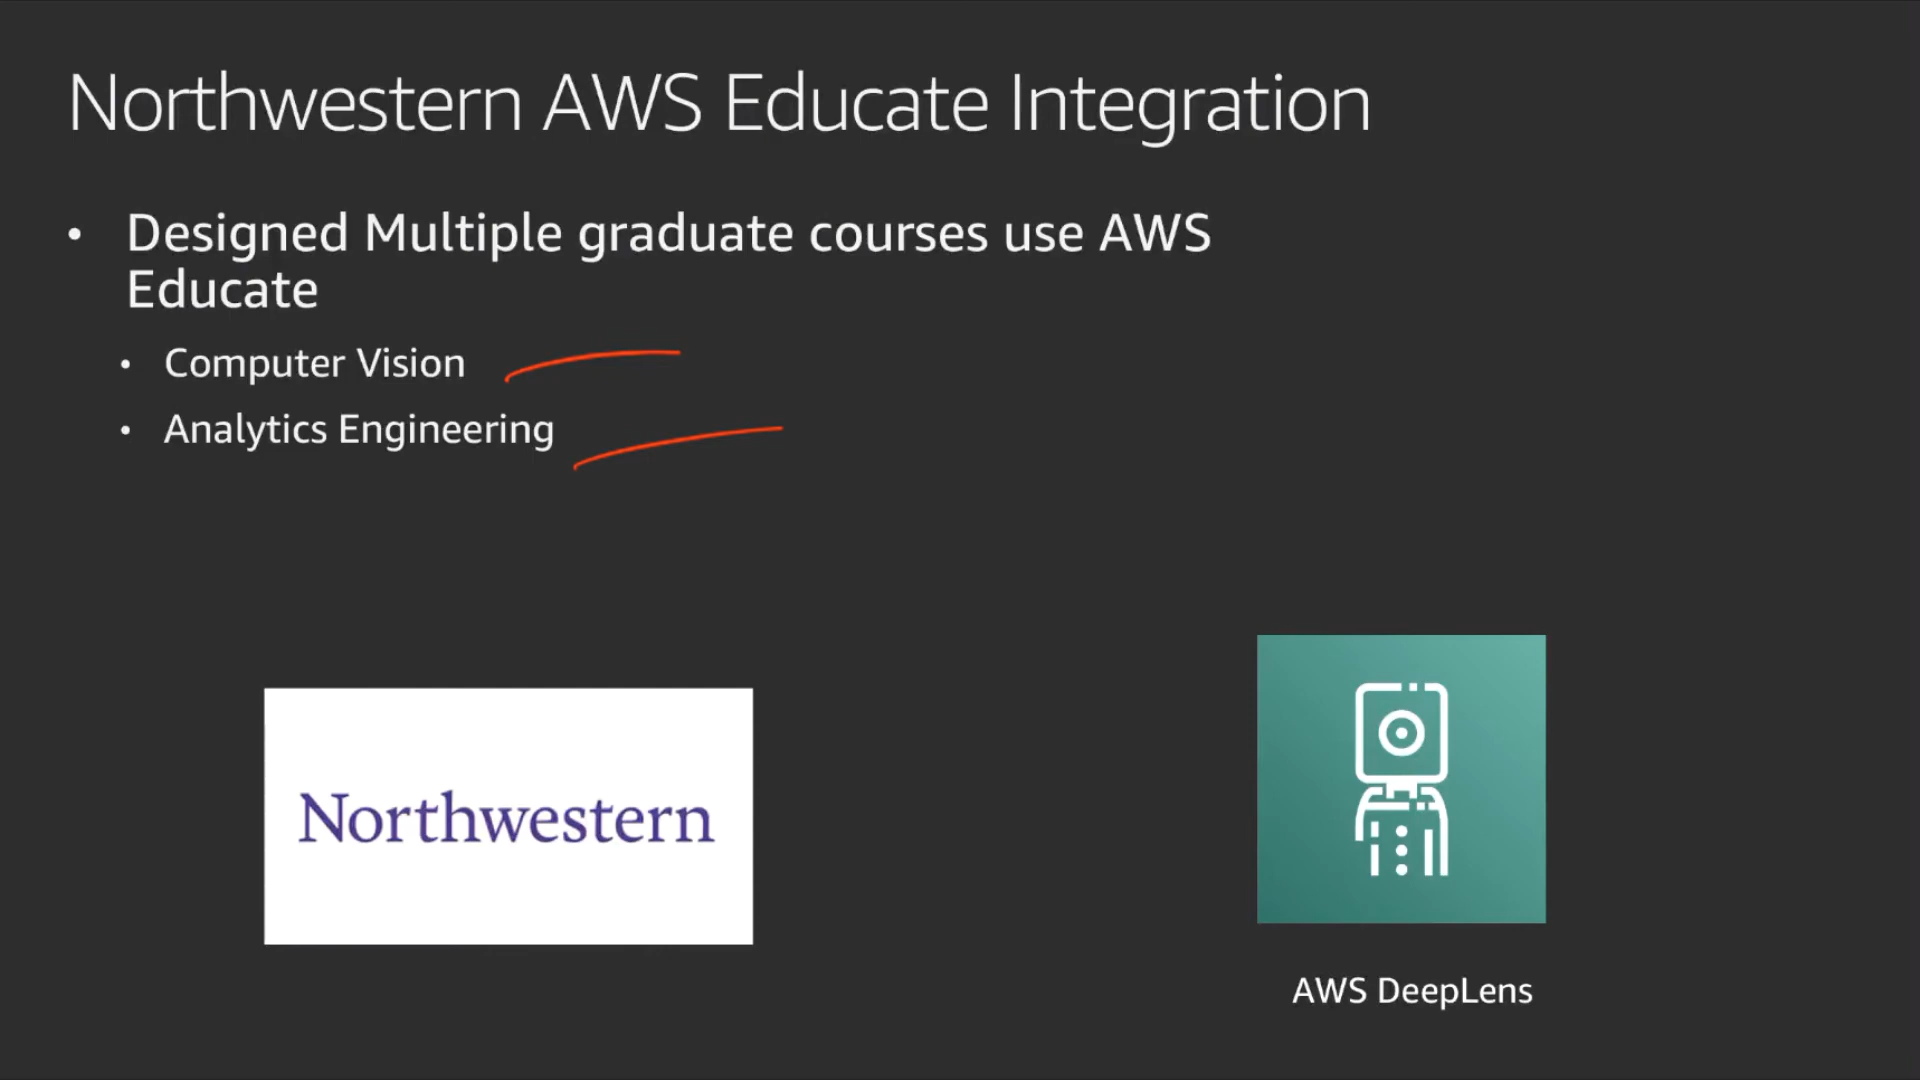 Northwestern AWS Educate Integration
• Designed Multiple graduate courses use AWS
Educate
• Computer Vision
• Analytics Engineering
Northwestern
AWS DeepLens